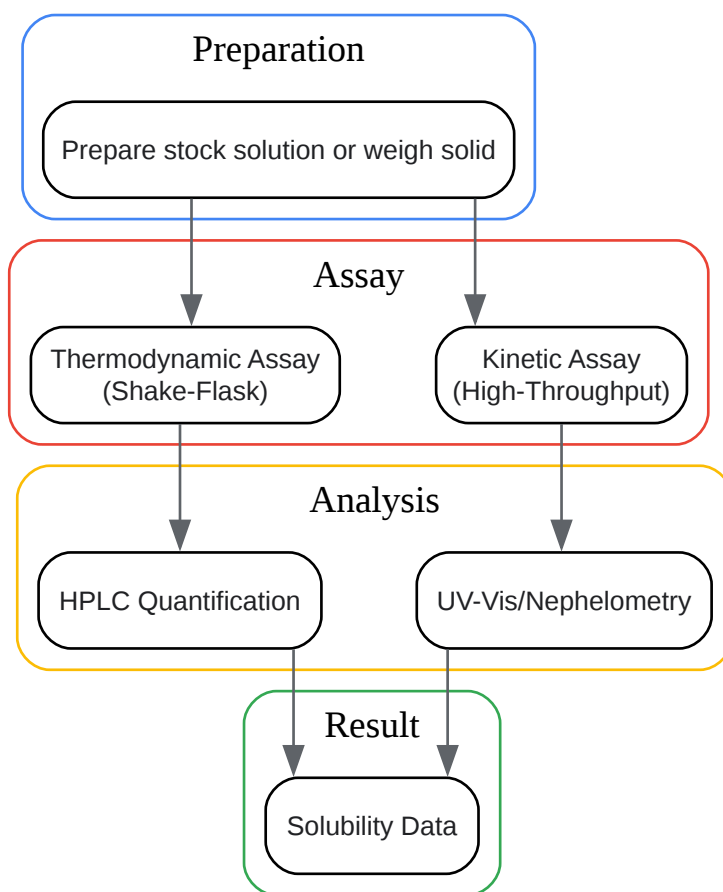 Preparation
Prepare stock solution or weigh solid
Assay
Thermodynamic Assay
(Shake-Flask)
Kinetic Assay
(High-Throughput)
Analysis
HPLC Quantification
UV-Vis/Nephelometry
Result
Solubility Data